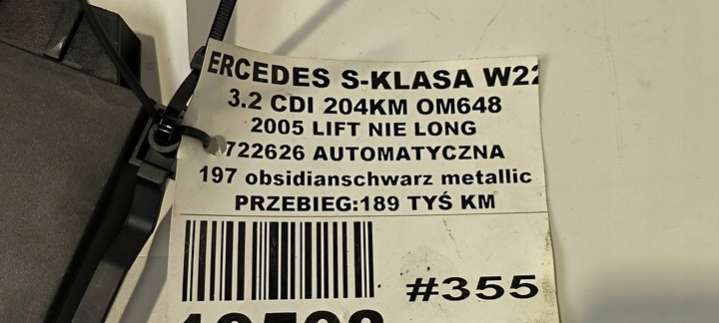 ERCEDES S-KLASA W22
3.2 CDI 204KM OM648
2005 LIFT NIE LONG
722626 AUTOMATYCZNA
197 obsidianschwarz metallic
PRZEBIEG:189 TYŚ KM
#355